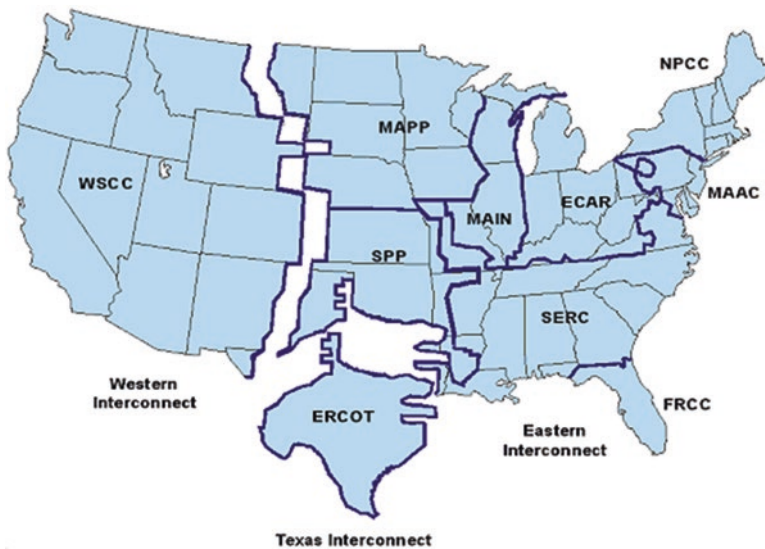 NPCC
MAPP
WSCC
MAAC
ECAR
MAIN
SPP
SERC
Western
Interconnect
FRCC
ERCOT
Eastern
Interconnect
Texas Interconnect